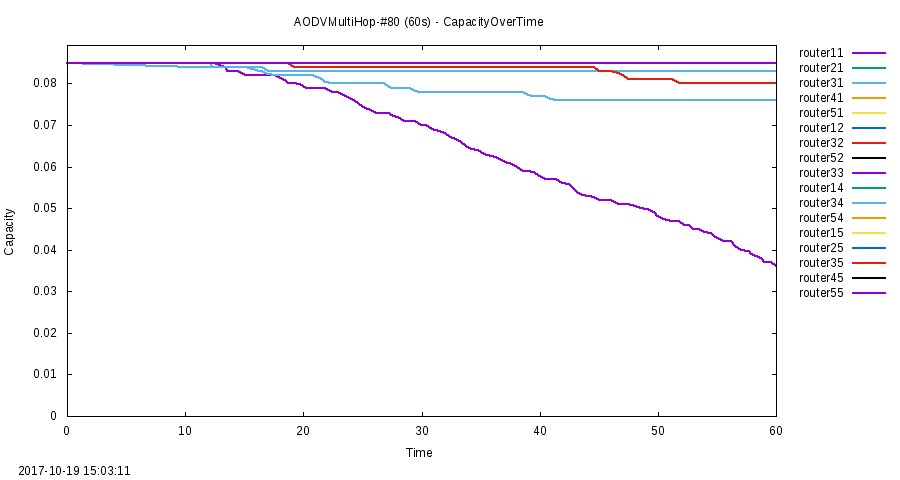 AODVMultiHop-#80 (60s) - CapacityOverTime
router11
router21
router31
router41
router51
router12
router32
router52
router33
router14
router34
router54
router15
router25
router35
router45
router55
0.08
0.07
0.06
0.05
0.04
0.03
0.02
0.01
0
Capacity
0 10 20 30 40 50 60
Time
2017-10-19 15:03:11